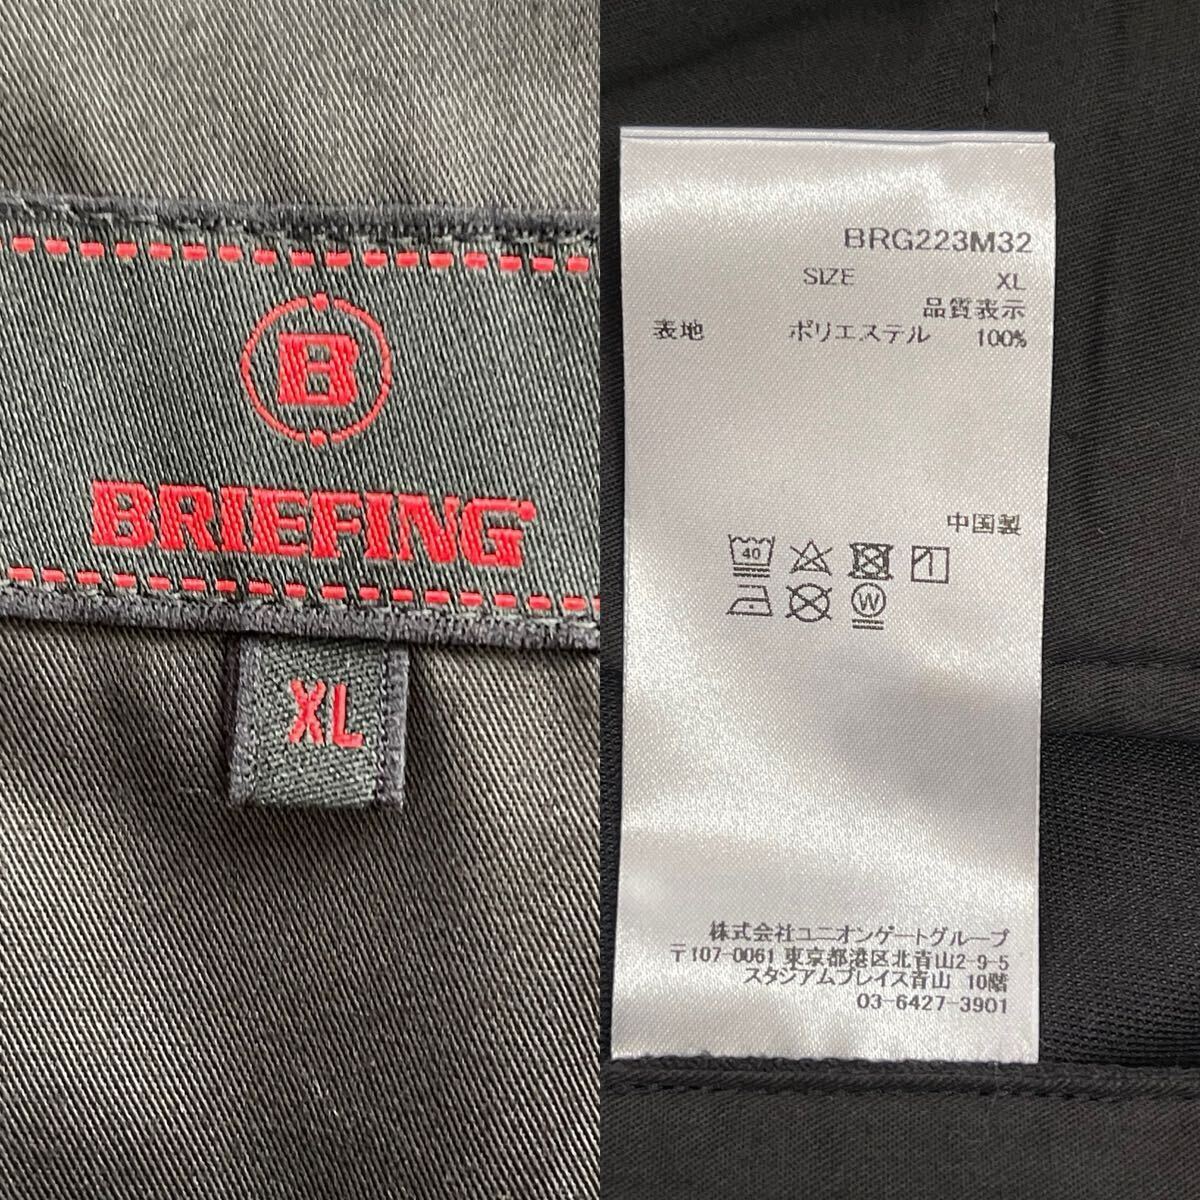 B
BRIEFING
XL
BRG223M32
SIZE XL
品質表示
表地 ポリエステル 100%
中国製
40
W
株式会社ユニオンゲートグループ
〒107-0061 東京都港区北青山2-9-5
スタジアムプレイス青山 10階
03-6427-3901